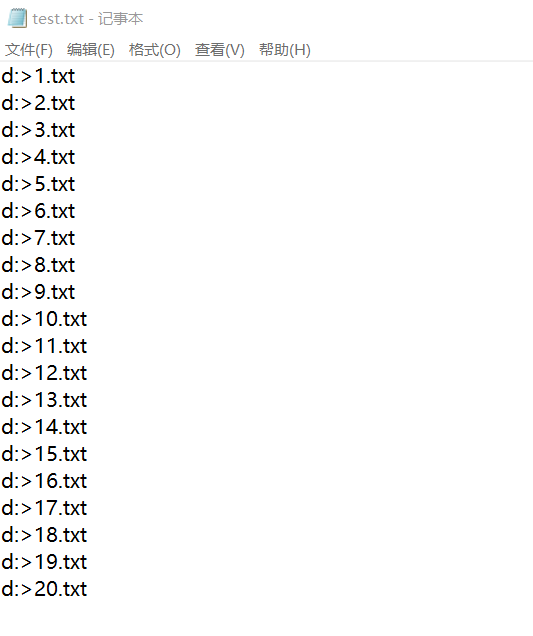 test.txt - 记事本
文件(F) 编辑(E) 格式(O) 查看(V) 帮助(H)
d:>1.txt
d:>2.txt
d:>3.txt
d:>4.txt
d:>5.txt
d:>6.txt
d:>7.txt
d:>8.txt
d:>9.txt
d:>10.txt
d:>11.txt
d:>12.txt
d:>13.txt
d:>14.txt
d:>15.txt
d:>16.txt
d:>17.txt
d:>18.txt
d:>19.txt
d:>20.txt